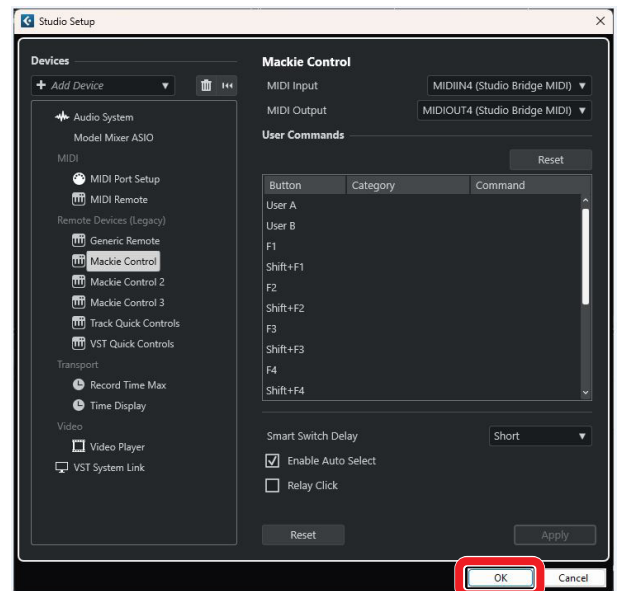 Studio Setup
Devices
Add Device
Audio System
Model Mixer ASIO
MIDI
MIDI Port Setup
MIDI Remote
Remote Devices (Legacy)
Generic Remote
Mackie Control
Mackie Control 2
Mackie Control 3
Track Quick Controls
VST Quick Controls
Transport
Record Time Max
Time Display
Video
Video Player
VST System Link
Mackie Control
MIDI Input MIDIIN4 (Studio Bridge MIDI)
MIDI Output MIDIOUT4 (Studio Bridge MIDI)
User Commands
Reset
Button Category Command
User A
User B
F1
Shift+F1
F2
Shift+F2
F3
Shift+F3
F4
Shift+F4
Smart Switch Delay Short
Enable Auto Select
Relay Click
Reset Apply
OK Cancel